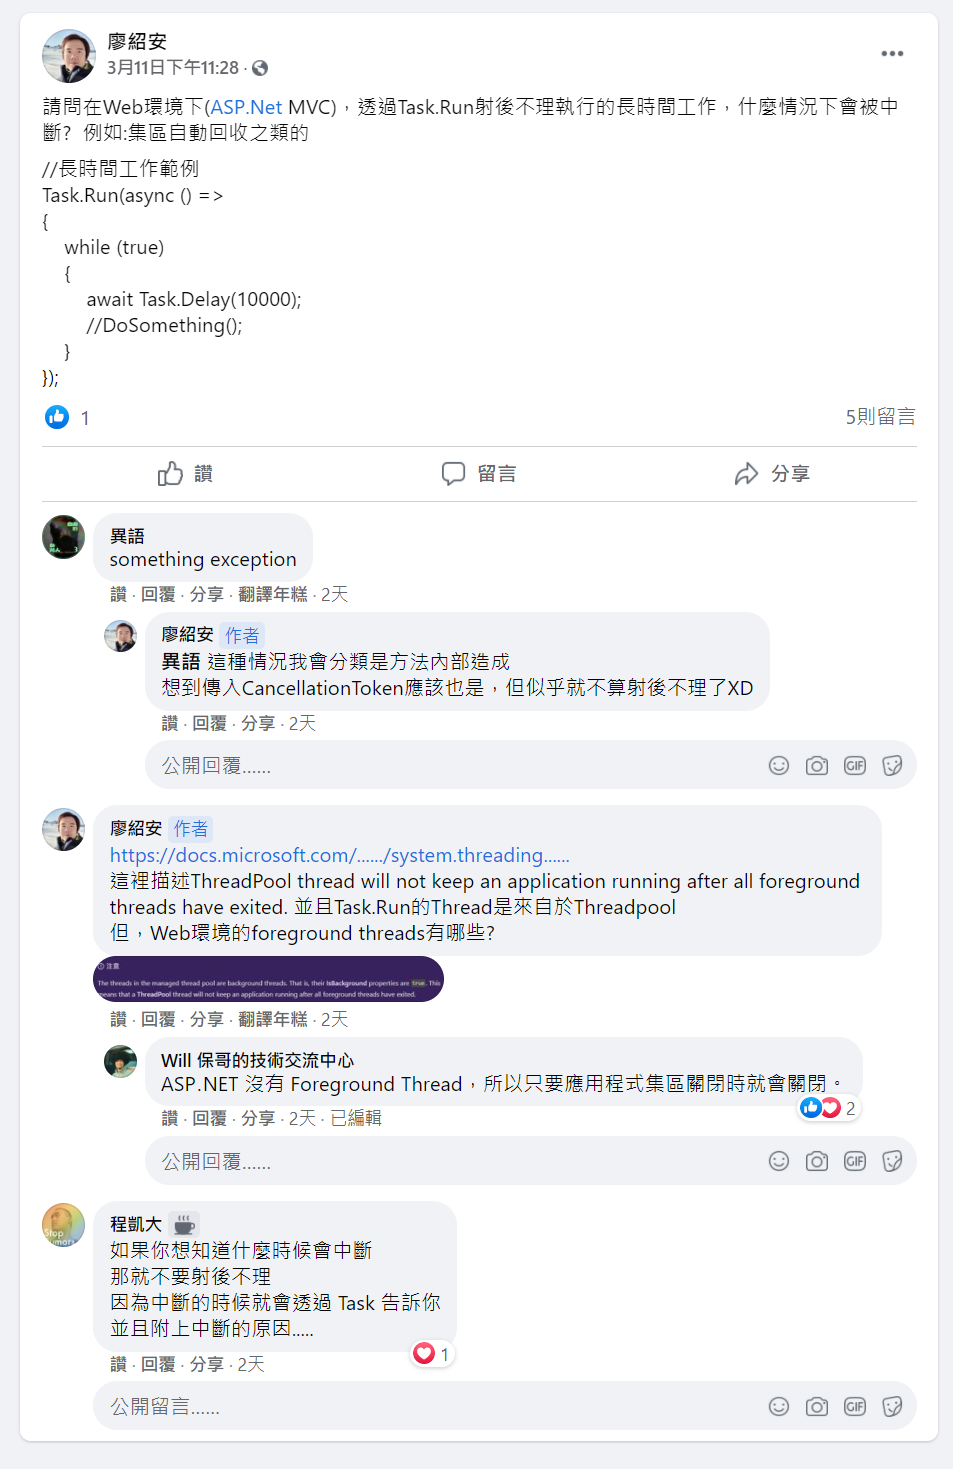 廖紹安
3月11日下午11:28 ·
請問在Web環境下(ASP.Net MVC)，透過Task.Run射後不理執行的長時間工作，什麼情況下會被中
斷? 例如:集區自動回收之類的
//長時間工作範例
Task.Run(async () =>
{
while (true)
{
await Task.Delay(10000);
//DoSomething();
}
});
1
5則留言
讚 留言 分享
異語
something exception
讚 · 回覆 · 分享 · 翻譯年糕 · 2天
廖紹安 作者
異語 這種情況我會分類是方法內部造成
想到傳入CancellationToken應該也是，但似乎就不算射後不理了XD
讚 · 回覆 · 分享 · 2天
公開回覆…… GIF
廖紹安 作者
https://docs.microsoft.com/....../system.threading......
這裡描述ThreadPool thread will not keep an application running after all foreground
threads have exited. 並且Task.Run的Thread是來自於Threadpool
但，Web環境的foreground threads有哪些?
注意
The threads in the managed thread pool are background threads. That is, their IsBackground properties are true. This
means that a ThreadPool thread will not keep an application running after all foreground threads have exited.
讚 · 回覆 · 分享 · 翻譯年糕 · 2天
Will 保哥的技術交流中心
ASP.NET 沒有 Foreground Thread，所以只要應用程式集區關閉時就會關閉。
2
讚 · 回覆 · 分享 · 2天 · 已編輯
公開回覆…… GIF
Stop
程凱大
如果你想知道什麼時候會中斷
那就不要射後不理
因為中斷的時候就會透過 Task 告訴你
並且附上中斷的原因.....
1
讚 · 回覆 · 分享 · 2天
公開留言…… GIF